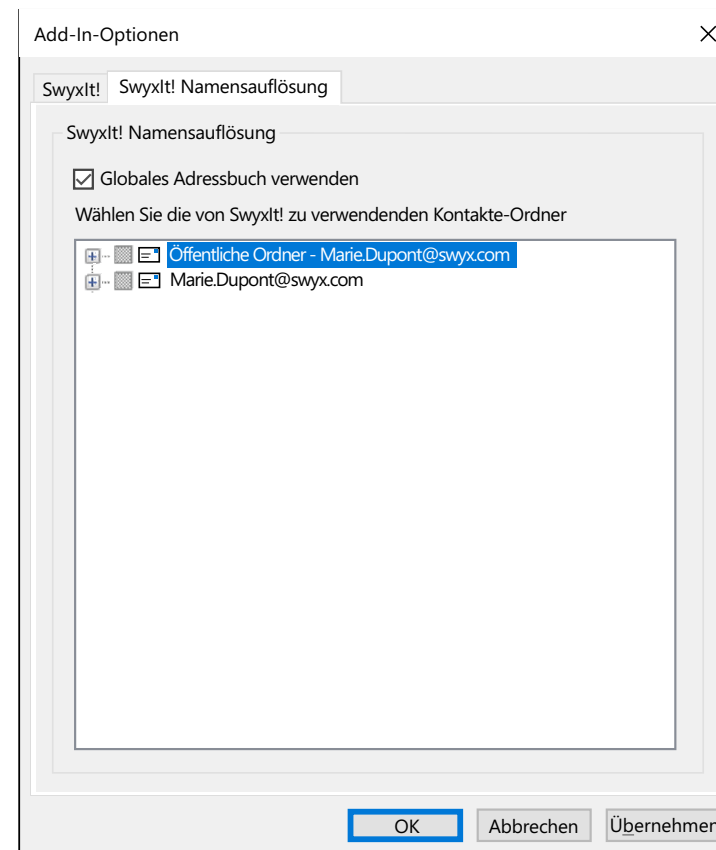 Add-In-Optionen
SwyxIt! SwyxIt! Namensauflösung
SwyxIt! Namensauflösung
Globales Adressbuch verwenden
Wählen Sie die von SwyxIt! zu verwendenden Kontakte-Ordner
Öffentliche Ordner - Marie.Dupont@swyx.com
Marie.Dupont@swyx.com
OK Abbrechen Übernehmen